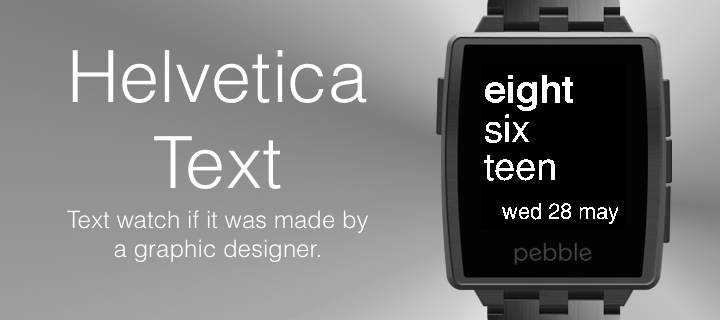 Helvetica
Text
Text watch if it was made by
a graphic designer.
eight
six
teen
wed 28 may
pebble